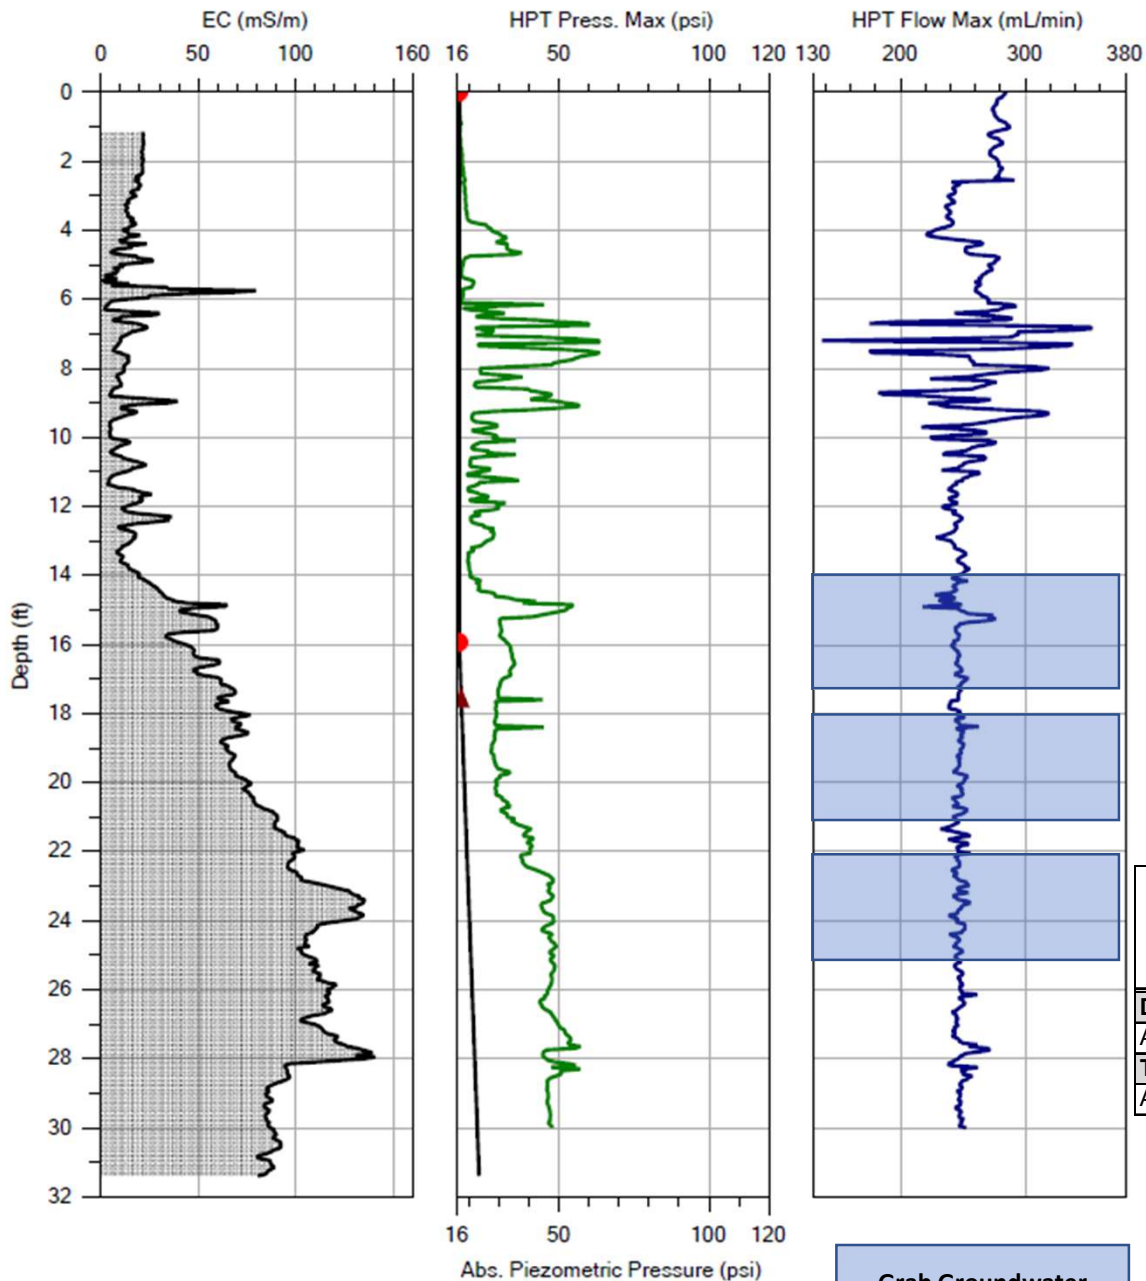 EC (mS/m) HPT Press. Max (psi) HPT Flow Max (mL/min)
0 50 100 160 16 50 100 120 130 200 300 380
0
2
4
6
8
10
12
14
16
18
20
22
24
26
28
30
32
Depth (ft)
D
A
T
A
16 50 100 120
Abs. Piezometric Pressure (psi)
Grab Groundwater